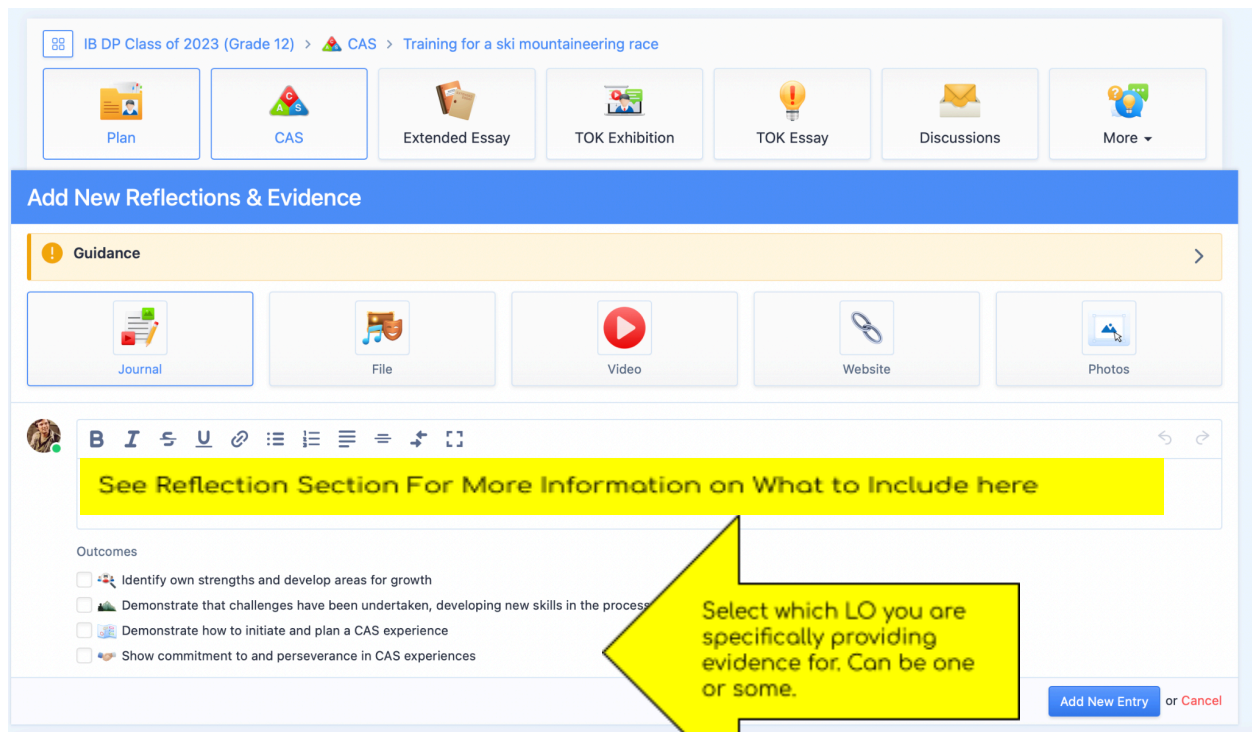 IB DP Class of 2023 (Grade 12) > CAS > Training for a ski mountaineering race
Plan
CAS
Extended Essay
TOK Exhibition
TOK Essay
Discussions
More
Add New Reflections & Evidence
Guidance
Journal
File
Video
Website
Photos
See Reflection Section For More Information on What to Include here
Outcomes
Identify own strengths and develop areas for growth
Demonstrate that challenges have been undertaken, developing new skills in the process
Demonstrate how to initiate and plan a CAS experience
Show commitment to and perseverance in CAS experiences
Select which LO you are
specifically providing
evidence for. Can be one
or some.
Add New Entry or Cancel